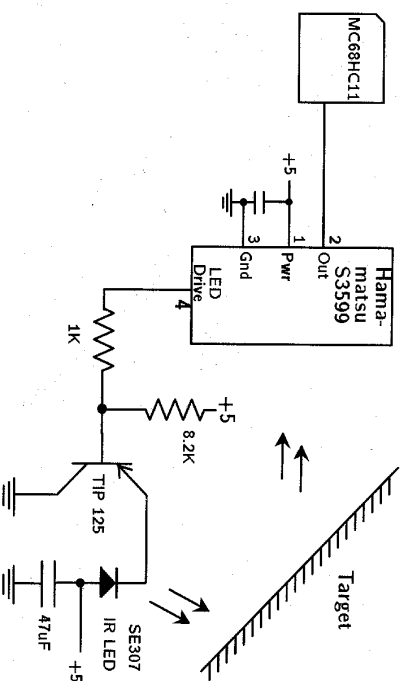 MC68HC11
Hama-
matsu
S3599
2
Out
1
Pwr
+5
3
Gnd
LED
Drive
4
1K
+5
8.2K
TIP 125
Target
SE307
IR LED
+5
47uF